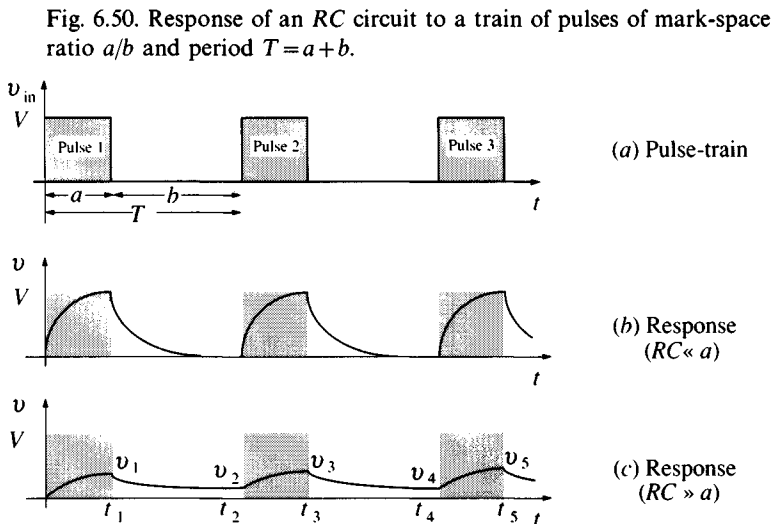 Fig. 6.50. Response of an RC circuit to a train of pulses of mark-space
ratio a/b and period T = a + b.
υin
V
Pulse 1
Pulse 2
Pulse 3
(a) Pulse-train
a
b
T
t
υ
V
(b) Response
(RC« a)
t
υ
V
υ1
υ2
υ3
υ4
υ5
(c) Response
(RC » a)
t1
t2
t3
t4
t5
t